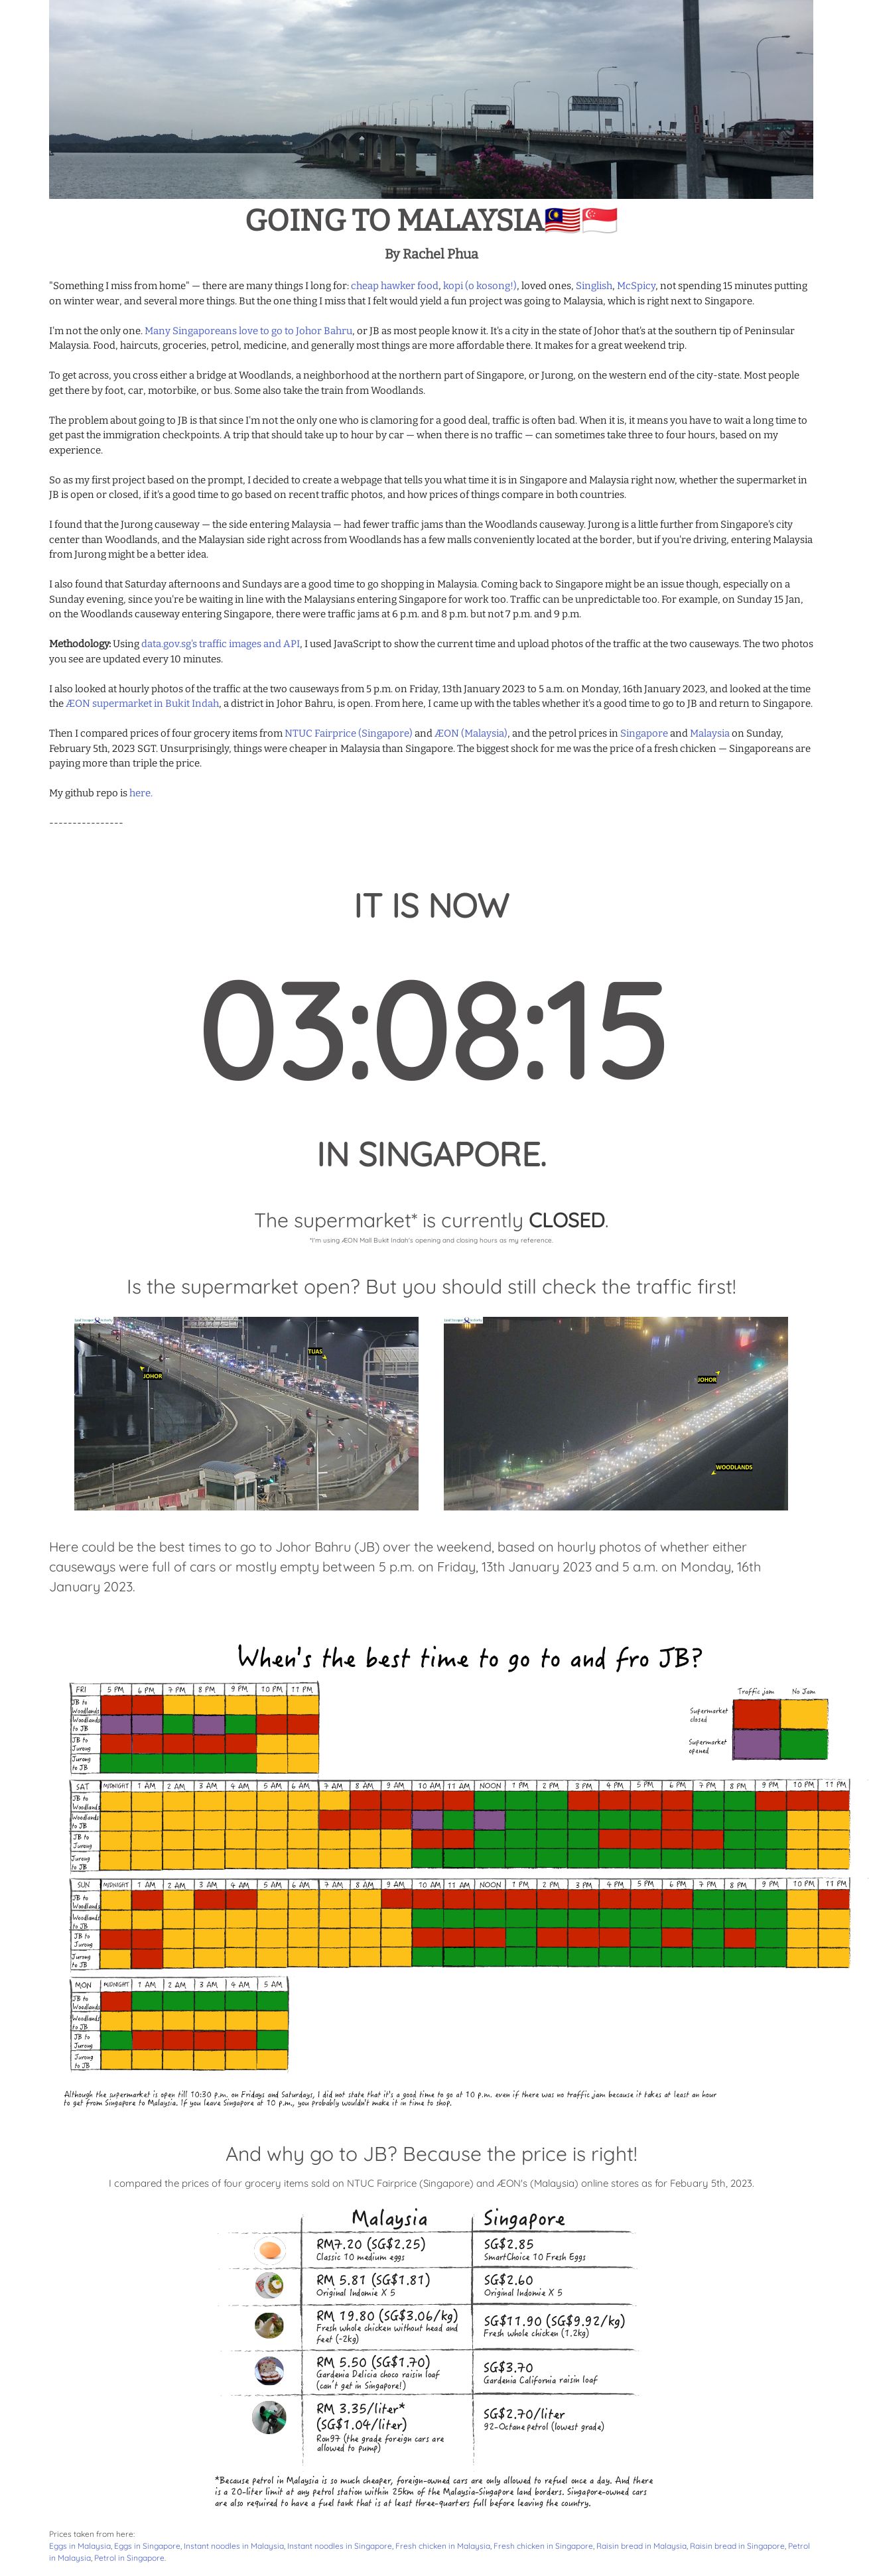 GOING TO MALAYSIA🇲🇾🇸🇬
By Rachel Phua
"Something I miss from home" — there are many things I long for: cheap hawker food, kopi (o kosong!), loved ones, Singlish, McSpicy, not spending 15 minutes putting
on winter wear, and several more things. But the one thing I miss that I felt would yield a fun project was going to Malaysia, which is right next to Singapore.
I'm not the only one. Many Singaporeans love to go to Johor Bahru, or JB as most people know it. It's a city in the state of Johor that's at the southern tip of Peninsular
Malaysia. Food, haircuts, groceries, petrol, medicine, and generally most things are more affordable there. It makes for a great weekend trip.
To get across, you cross either a bridge at Woodlands, a neighborhood at the northern part of Singapore, or Jurong, on the western end of the city-state. Most people
get there by foot, car, motorbike, or bus. Some also take the train from Woodlands.
The problem about going to JB is that since I'm not the only one who is clamoring for a good deal, traffic is often bad. When it is, it means you have to wait a long time to
get past the immigration checkpoints. A trip that should take up to hour by car — when there is no traffic — can sometimes take three to four hours, based on my
experience.
So as my first project based on the prompt, I decided to create a webpage that tells you what time it is in Singapore and Malaysia right now, whether the supermarket in
JB is open or closed, if it's a good time to go based on recent traffic photos, and how prices of things compare in both countries.
I found that the Jurong causeway — the side entering Malaysia — had fewer traffic jams than the Woodlands causeway. Jurong is a little further from Singapore's city
center than Woodlands, and the Malaysian side right across from Woodlands has a few malls conveniently located at the border, but if you're driving, entering Malaysia
from Jurong might be a better idea.
I also found that Saturday afternoons and Sundays are a good time to go shopping in Malaysia. Coming back to Singapore might be an issue though, especially on a
Sunday evening, since you're be waiting in line with the Malaysians entering Singapore for work too. Traffic can be unpredictable too. For example, on Sunday 15 Jan,
on the Woodlands causeway entering Singapore, there were traffic jams at 6 p.m. and 8 p.m. but not 7 p.m. and 9 p.m.
Methodology: Using data.gov.sg's traffic images and API, I used JavaScript to show the current time and upload photos of the traffic at the two causeways. The two photos
you see are updated every 10 minutes.
I also looked at hourly photos of the traffic at the two causeways from 5 p.m. on Friday, 13th January 2023 to 5 a.m. on Monday, 16th January 2023, and looked at the time
the ÆON supermarket in Bukit Indah, a district in Johor Bahru, is open. From here, I came up with the tables whether it's a good time to go to JB and return to Singapore.
Then I compared prices of four grocery items from NTUC Fairprice (Singapore) and ÆON (Malaysia), and the petrol prices in Singapore and Malaysia on Sunday,
February 5th, 2023 SGT. Unsurprisingly, things were cheaper in Malaysia than Singapore. The biggest shock for me was the price of a fresh chicken — Singaporeans are
paying more than triple the price.
My github repo is here.
----------------
IT IS NOW
03:08:15
IN SINGAPORE.
The supermarket* is currently CLOSED.
*I'm using ÆON Mall Bukit Indah's opening and closing hours as my reference.
Is the supermarket open? But you should still check the traffic first!
TUAS
JOHOR
JOHOR
WOODLANDS
Here could be the best times to go to Johor Bahru (JB) over the weekend, based on hourly photos of whether either
causeways were full of cars or mostly empty between 5 p.m. on Friday, 13th January 2023 and 5 a.m. on Monday, 16th
January 2023.
When's the best time to go to and fro JB?
Traffic jam No Jam
Supermarket
closed
Supermarket
opened
FRI 5 PM 6 PM 7 PM 8 PM 9 PM 10 PM 11 PM
JB to
Woodlands
Woodlands
to JB
JB to
Jurong
Jurong
to JB
SAT MIDNIGHT 1 AM 2 AM 3 AM 4 AM 5 AM 6 AM 7 AM 8 AM 9 AM 10 AM 11 AM NOON 1 PM 2 PM 3 PM 4 PM 5 PM 6 PM 7 PM 8 PM 9 PM 10 PM 11 PM
JB to
Woodlands
Woodlands
to JB
JB to
Jurong
Jurong
to JB
SUN MIDNIGHT 1 AM 2 AM 3 AM 4 AM 5 AM 6 AM 7 AM 8 AM 9 AM 10 AM 11 AM NOON 1 PM 2 PM 3 PM 4 PM 5 PM 6 PM 7 PM 8 PM 9 PM 10 PM 11 PM
JB to
Woodlands
Woodlands
to JB
JB to
Jurong
Jurong
to JB
MON MIDNIGHT 1 AM 2 AM 3 AM 4 AM 5 AM
JB to
Woodlands
Woodlands
to JB
JB to
Jurong
Jurong
to JB
Although the supermarket is open till 10:30 p.m. on Fridays and Saturdays, I did not state that it's a good time to go at 10 p.m. even if there was no traffic jam because it takes at least an hour
to get from Singapore to Malaysia. If you leave Singapore at 10 p.m., you probably wouldn't make it in time to shop.
And why go to JB? Because the price is right!
I compared the prices of four grocery items sold on NTUC Fairprice (Singapore) and ÆON's (Malaysia) online stores as for Febuary 5th, 2023.
Malaysia Singapore
RM7.20 (SG$2.25)
Classic 10 medium eggs
SG$2.85
SmartChoice 10 Fresh Eggs
RM 5.81 (SG$1.81)
Original Indomie X 5
SG$2.60
Original Indomie X 5
RM 19.80 (SG$3.06/kg)
Fresh whole chicken without head and
feet (~2kg)
SG$11.90 (SG$9.92/kg)
Fresh whole chicken (1.2kg)
RM 5.50 (SG$1.70)
Gardenia Delicia choco raisin loaf
(can't get in Singapore!)
SG$3.70
Gardenia California raisin loaf
RM 3.35/liter*
(SG$1.04/liter)
Ron97 (the grade foreign cars are
allowed to pump)
SG$2.70/liter
92-Octane petrol (lowest grade)
*Because petrol in Malaysia is so much cheaper, foreign-owned cars are only allowed to refuel once a day. And there
is a 20-liter limit at any petrol station within 25km of the Malaysia-Singapore land borders. Singapore-owned cars
are also required to have a fuel tank that is at least three-quarters full before leaving the country.
Prices taken from here:
Eggs in Malaysia, Eggs in Singapore, Instant noodles in Malaysia, Instant noodles in Singapore, Fresh chicken in Malaysia, Fresh chicken in Singapore, Raisin bread in Malaysia, Raisin bread in Singapore, Petrol
in Malaysia, Petrol in Singapore.